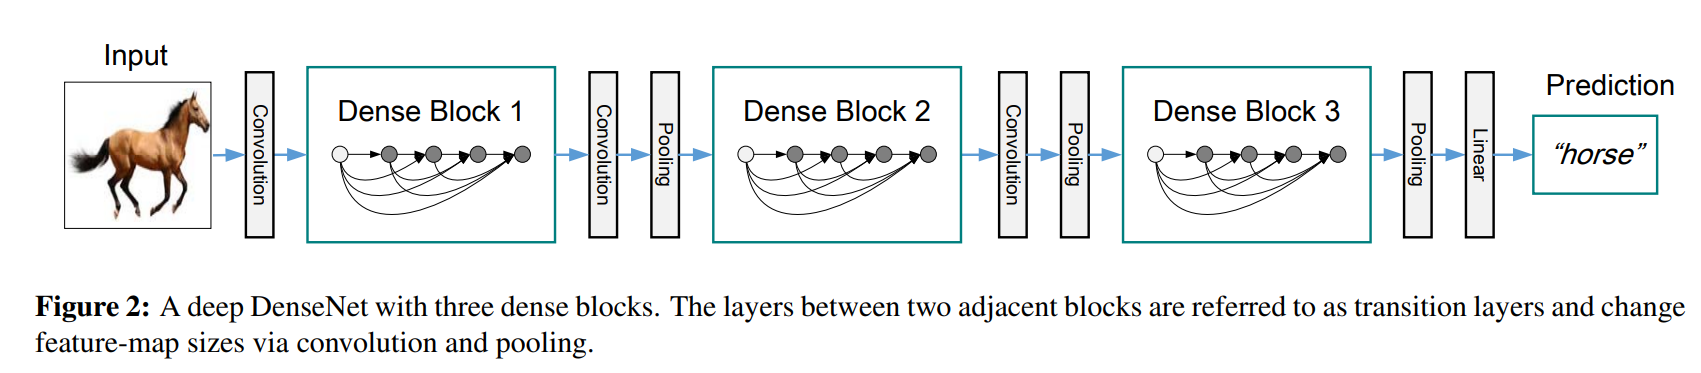 Input
Convolution
Dense Block 1
Convolution
Pooling
Dense Block 2
Convolution
Pooling
Dense Block 3
Pooling
Linear
Prediction
“horse”
Figure 2: A deep DenseNet with three dense blocks. The layers between two adjacent blocks are referred to as transition layers and change
feature-map sizes via convolution and pooling.